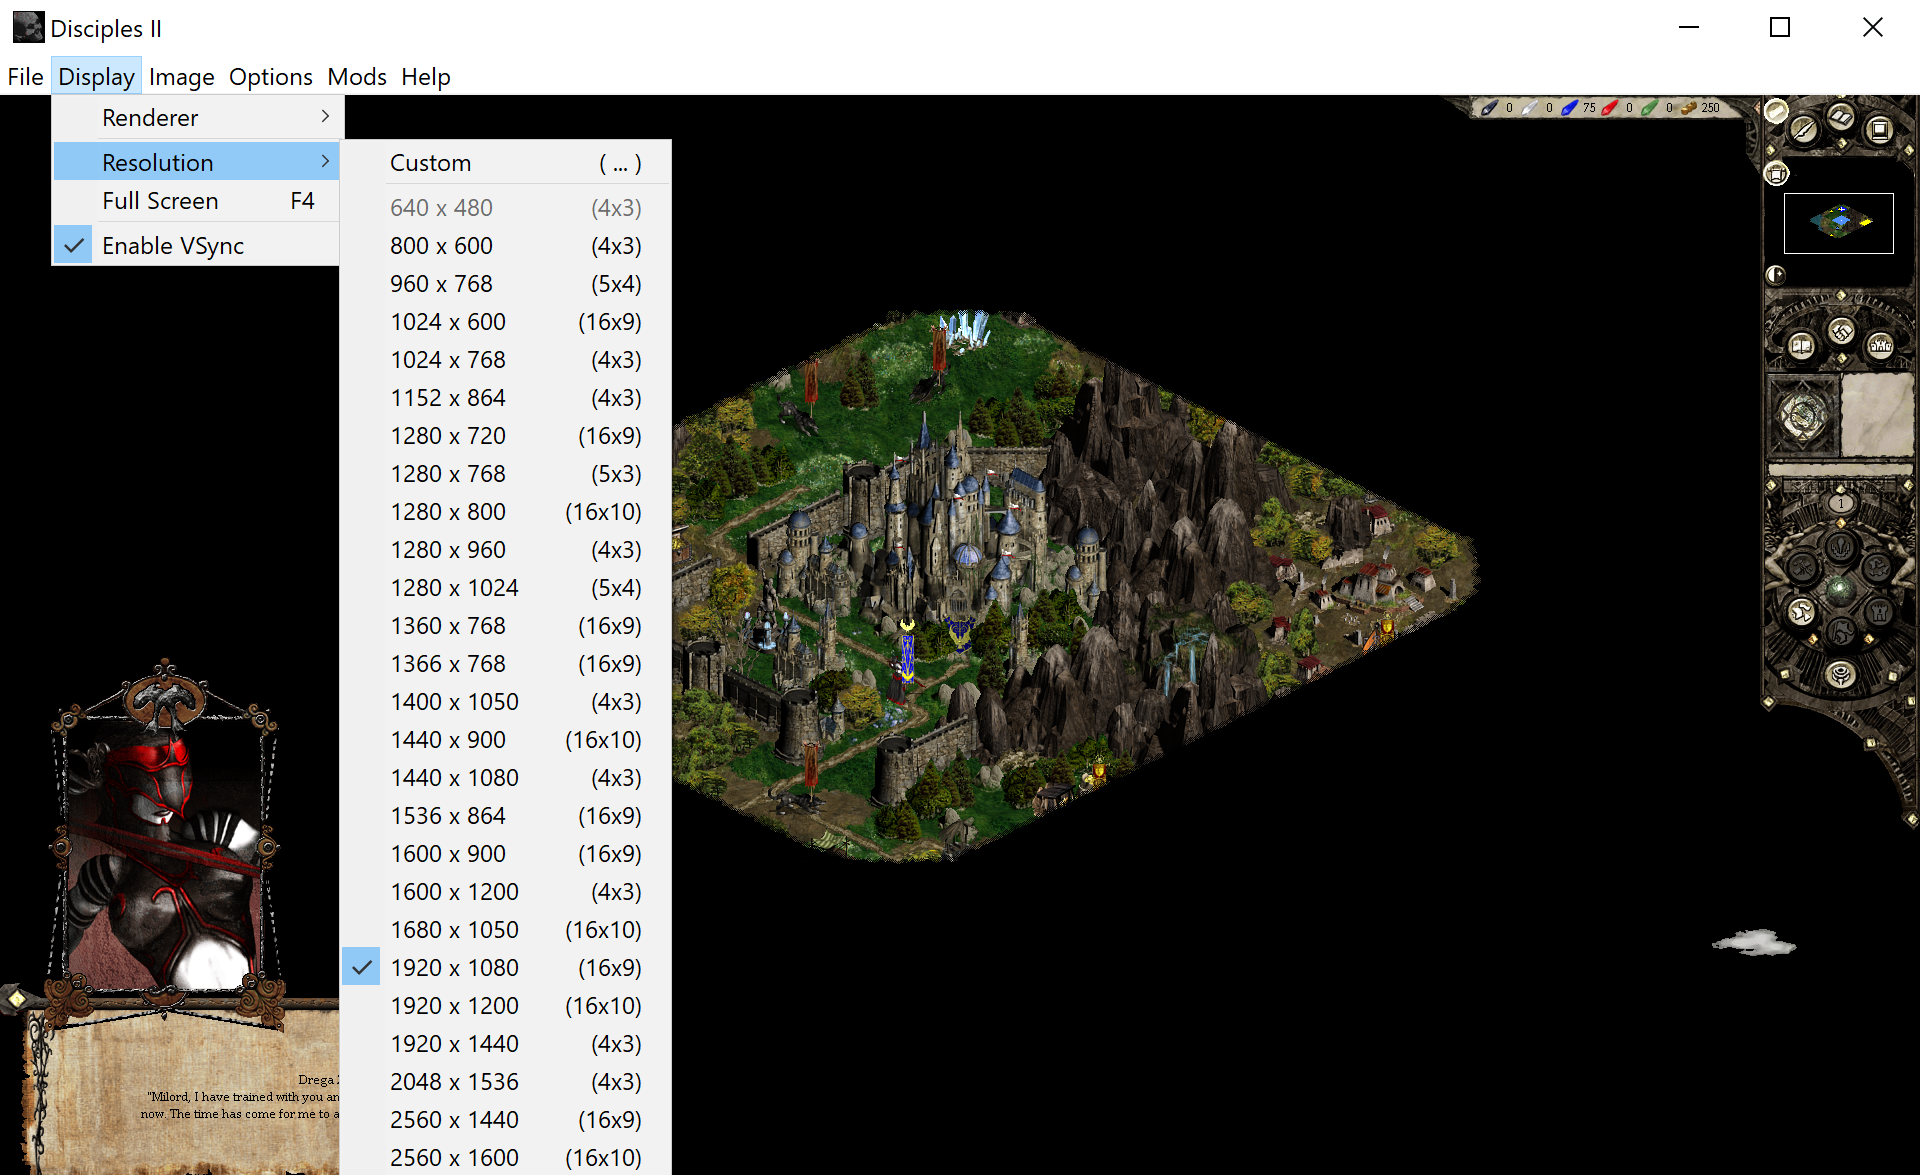 Disciples II
File Display Image Options Mods Help
0 0 75 0 0 250
Renderer
Resolution
Full Screen F4
Enable VSync
Custom ( ... )
640 x 480 (4x3)
800 x 600 (4x3)
960 x 768 (5x4)
1024 x 600 (16x9)
1024 x 768 (4x3)
1152 x 864 (4x3)
1280 x 720 (16x9)
1280 x 768 (5x3)
1280 x 800 (16x10)
1280 x 960 (4x3)
1280 x 1024 (5x4)
1360 x 768 (16x9)
1366 x 768 (16x9)
1400 x 1050 (4x3)
1440 x 900 (16x10)
1440 x 1080 (4x3)
1536 x 864 (16x9)
1600 x 900 (16x9)
1600 x 1200 (4x3)
1680 x 1050 (16x10)
1920 x 1080 (16x9)
1920 x 1200 (16x10)
1920 x 1440 (4x3)
2048 x 1536 (4x3)
2560 x 1440 (16x9)
2560 x 1600 (16x10)
1
Drega
"Milord, I have trained with you an
now. The time has come for me to a